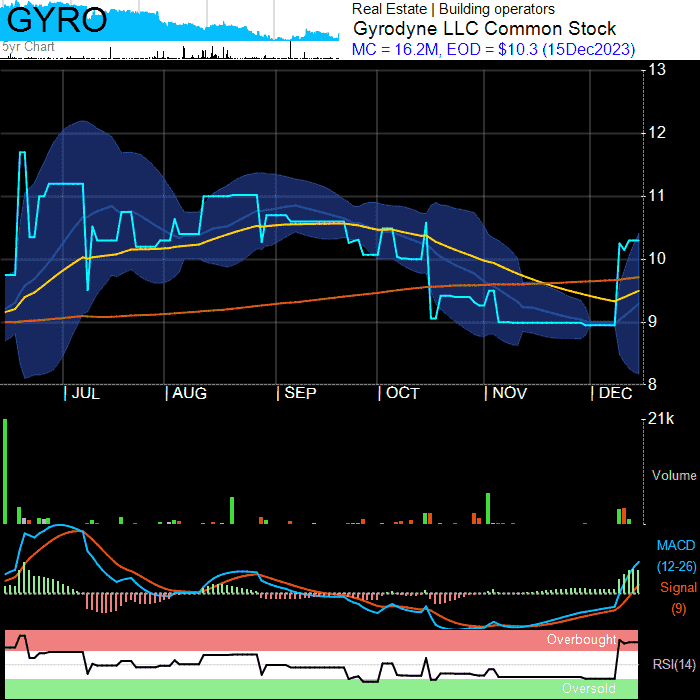 GYRO
Real Estate | Building operators
Gyrodyne LLC Common Stock
5yr Chart
MC = 16.2M, EOD = $10.3 (15Dec2023)
13
12
11
10
9
8
| JUL | AUG | SEP | OCT | NOV | DEC
21k
Volume
MACD
(12-26)
Signal
(9)
Overbought
RSI(14)
Oversold